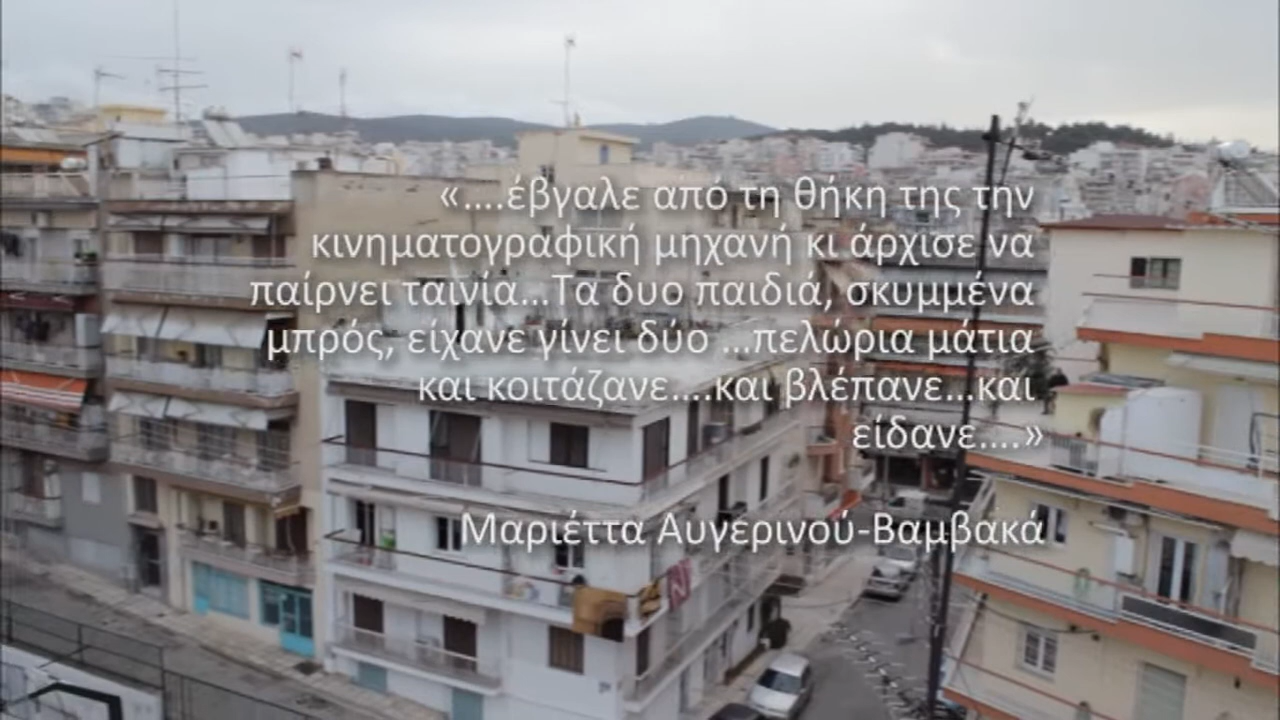 «....έβγαλε από τη θήκη της την
κινηματογραφική μηχανή κι άρχισε να
παίρνει ταινία...Τα δυο παιδιά, σκυμμένα
μπρός, είχανε γίνει δύο ...πελώρια μάτια
και κοιτάζανε....και βλέπανε...και
είδανε....»
Μαριέττα Αυγερινού-Βαμβακά